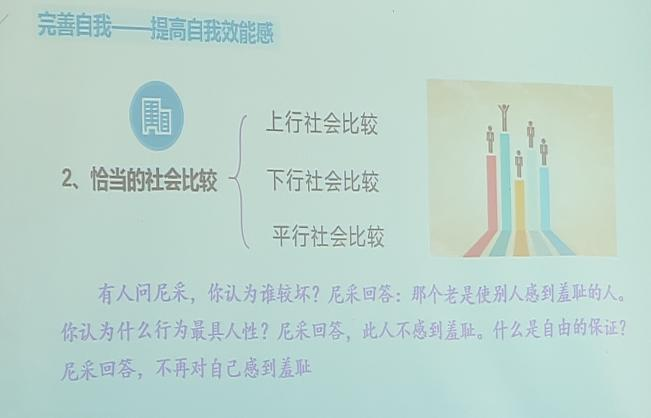 完善自我——提高自我效能感
上行社会比较
2、恰当的社会比较
下行社会比较
平行社会比较
有人问尼采，你认为谁较坏？尼采回答：那个老是使别人感到羞耻的人。
你认为什么行为最具人性？尼采回答，此人不感到羞耻。什么是自由的保证？
尼采回答，不再对自己感到羞耻